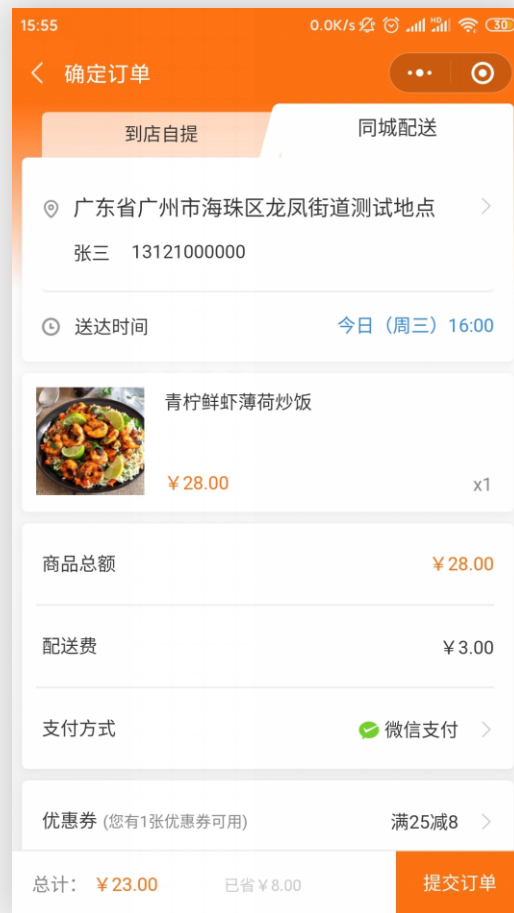 15:55 0.0K/s HD 30
确定订单
到店自提 同城配送
广东省广州市海珠区龙凤街道测试地点
张三 13121000000
送达时间 今日（周三）16:00
青柠鲜虾薄荷炒饭
￥28.00 x1
商品总额 ￥28.00
配送费 ￥3.00
支付方式 微信支付
优惠券 (您有1张优惠券可用) 满25减8
总计： ￥23.00 已省￥8.00 提交订单